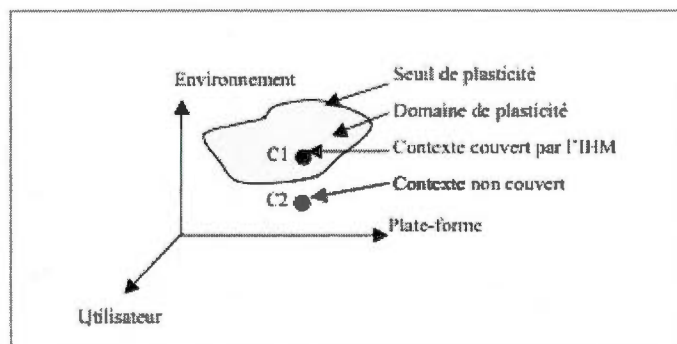 Seuil de plasticité
Environnement
Domaine de plasticité
C1
Contexte couvert par l'IHM
Contexte non couvert
C2
Plate-forme
Utilisateur